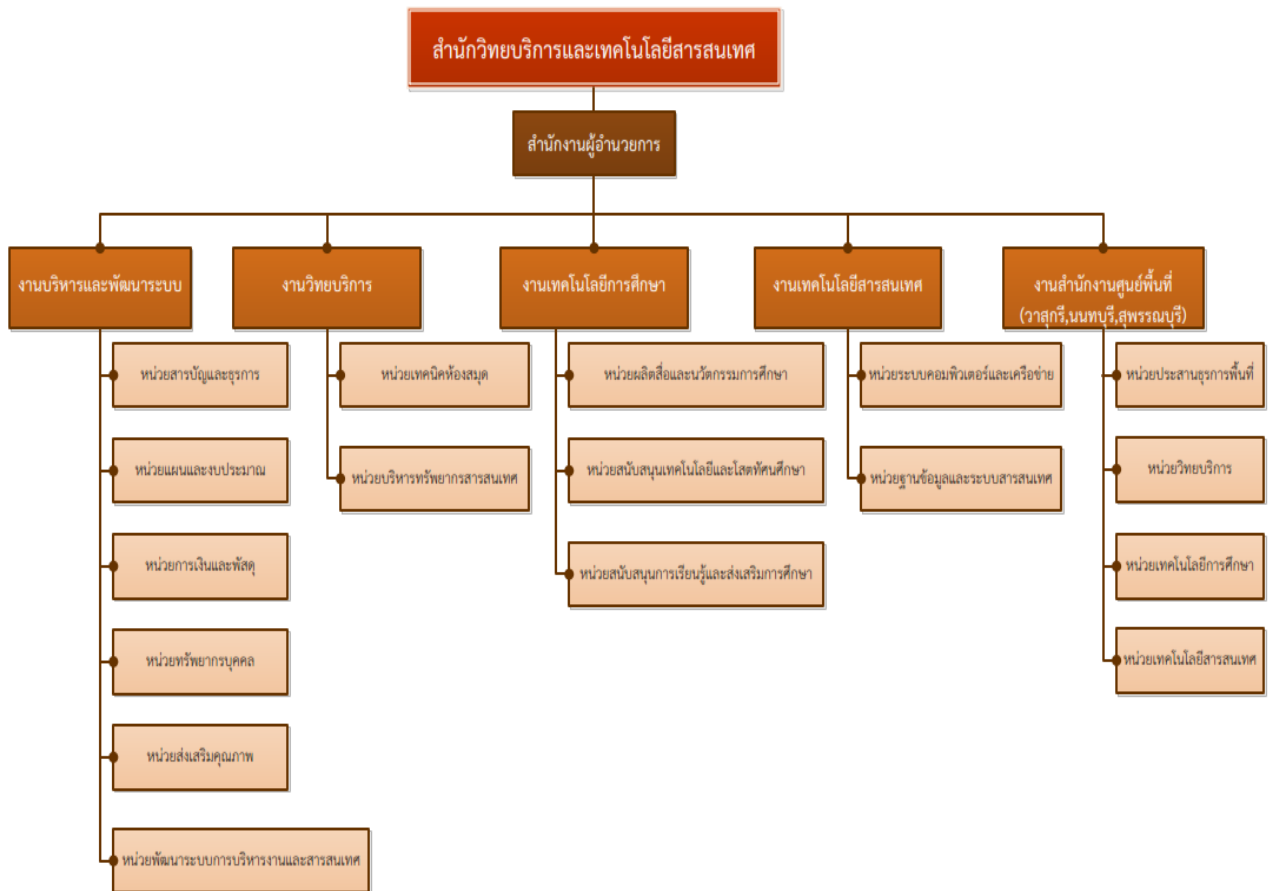 สำนักวิทยบริการและเทคโนโลยีสารสนเทศ
สำนักงานผู้อำนวยการ
งานบริหารและพัฒนาระบบ
หน่วยสารบัญและธุรการ
หน่วยแผนและงบประมาณ
หน่วยการเงินและพัสดุ
หน่วยทรัพยากรบุคคล
หน่วยส่งเสริมคุณภาพ
หน่วยพัฒนาระบบการบริหารงานและสารสนเทศ
งานวิทยบริการ
หน่วยเทคนิคห้องสมุด
หน่วยบริหารทรัพยากรสารสนเทศ
งานเทคโนโลยีการศึกษา
หน่วยผลิตสื่อและนวัตกรรมการศึกษา
หน่วยสนับสนุนเทคโนโลยีและโสตทัศนศึกษา
หน่วยสนับสนุนการเรียนรู้และส่งเสริมการศึกษา
งานเทคโนโลยีสารสนเทศ
หน่วยระบบคอมพิวเตอร์และเครือข่าย
หน่วยฐานข้อมูลและระบบสารสนเทศ
งานสำนักงานศูนย์พื้นที่
(วาสุกรี,นนทบุรี,สุพรรณบุรี)
หน่วยประสานธุรการพื้นที่
หน่วยวิทยบริการ
หน่วยเทคโนโลยีการศึกษา
หน่วยเทคโนโลยีสารสนเทศ